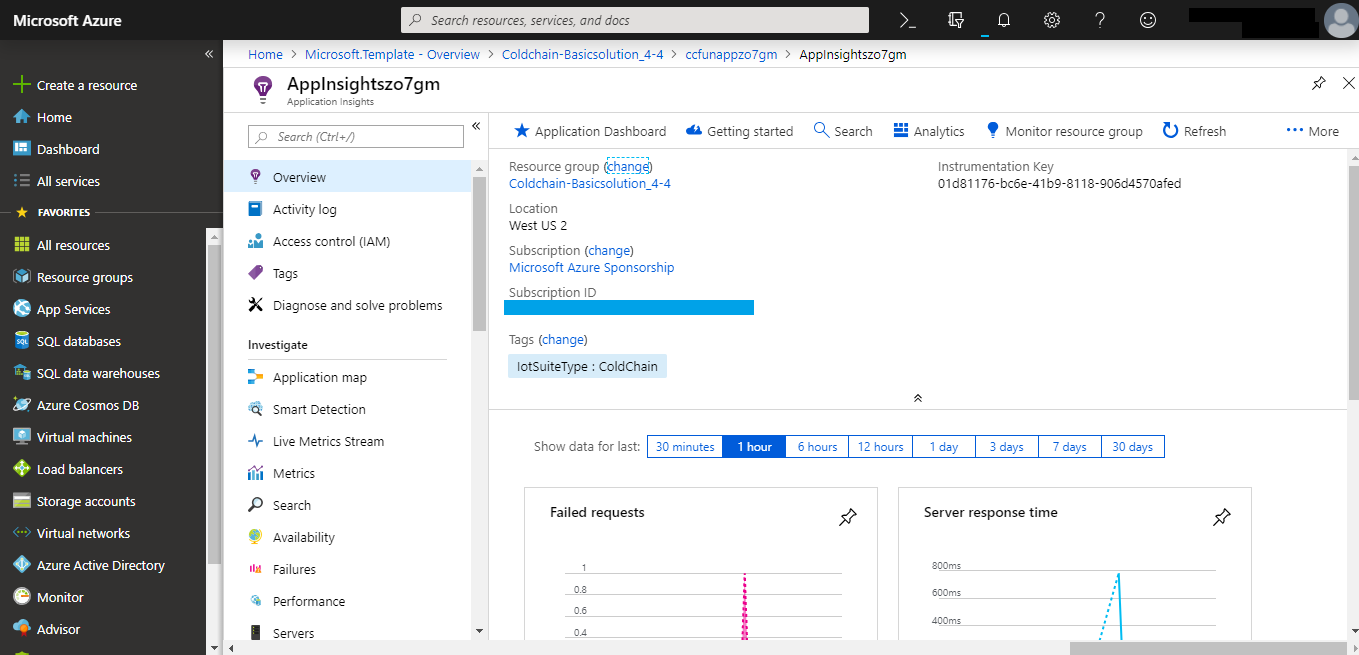 Microsoft Azure
Search resources, services, and docs
Create a resource
Home
Dashboard
All services
FAVORITES
All resources
Resource groups
App Services
SQL databases
SQL data warehouses
Azure Cosmos DB
Virtual machines
Load balancers
Storage accounts
Virtual networks
Azure Active Directory
Monitor
Advisor
Home > Microsoft.Template - Overview > Coldchain-Basicsolution_4-4 > ccfunappzo7gm > AppInsightszo7gm
AppInsightszo7gm
Application Insights
Search (Ctrl+/)
Overview
Activity log
Access control (IAM)
Tags
Diagnose and solve problems
Investigate
Application map
Smart Detection
Live Metrics Stream
Metrics
Search
Availability
Failures
Performance
Servers
Application Dashboard Getting started Search Analytics Monitor resource group Refresh More
Resource group (change)
Coldchain-Basicsolution_4-4
Location
West US 2
Subscription (change)
Microsoft Azure Sponsorship
Subscription ID
Tags (change)
IotSuiteType : ColdChain
Instrumentation Key
01d81176-bc6e-41b9-8118-906d4570afed
Show data for last: 30 minutes 1 hour 6 hours 12 hours 1 day 3 days 7 days 30 days
Failed requests
1
0.8
0.6
0.4
Server response time
800ms
600ms
400ms